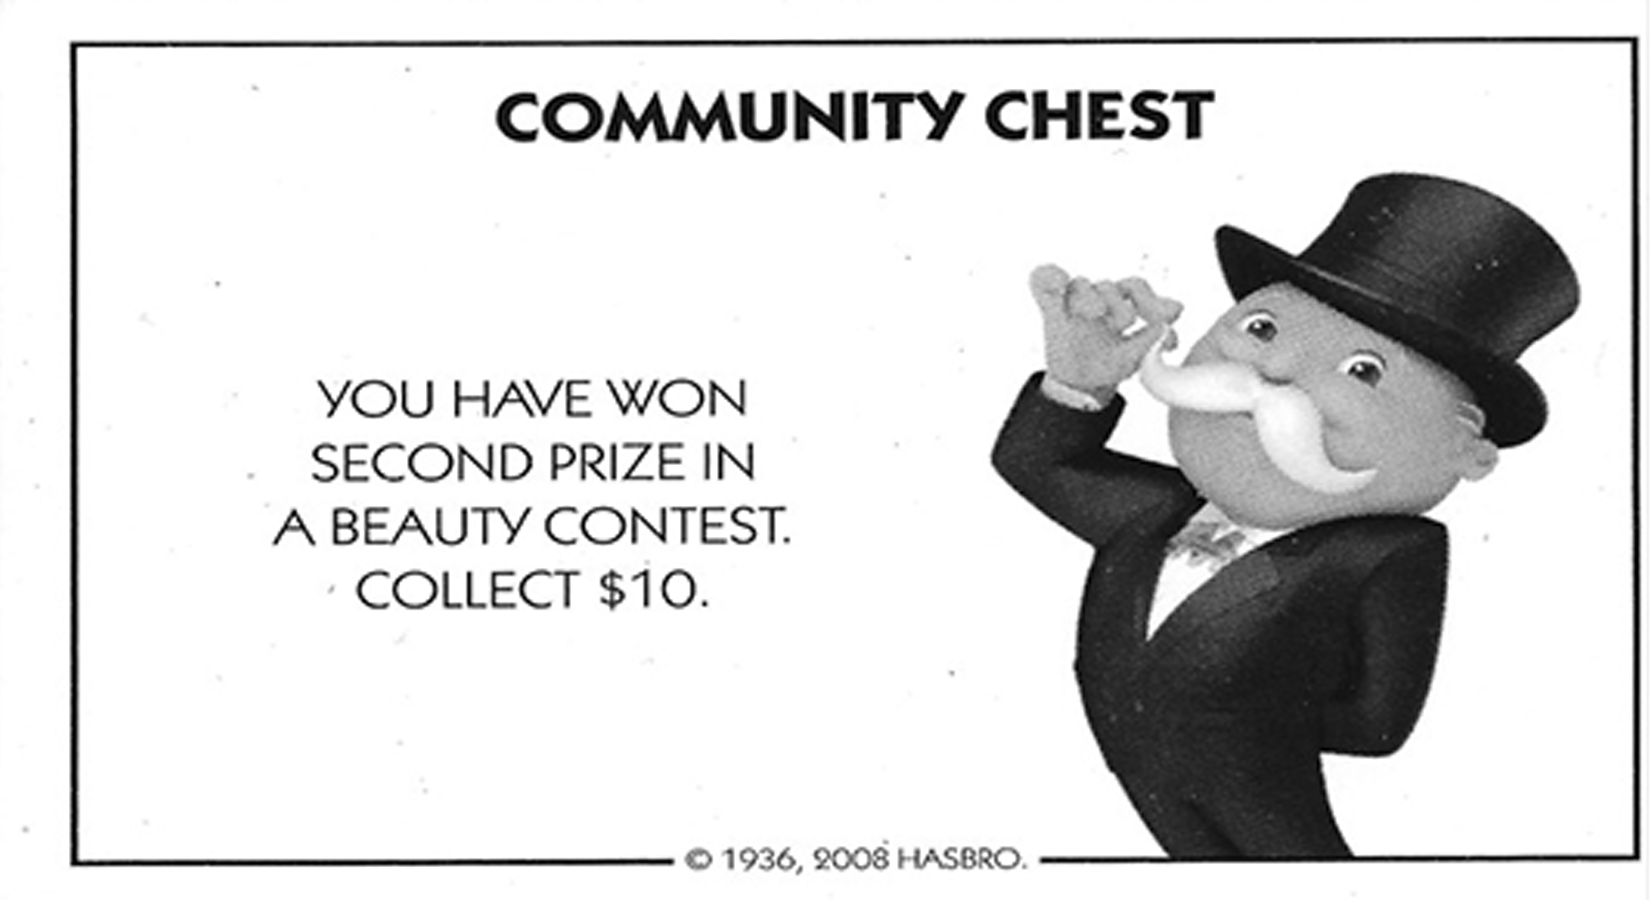 COMMUNITY CHEST
YOU HAVE WON
SECOND PRIZE IN
A BEAUTY CONTEST.
COLLECT $10.
© 1936, 2008 HASBRO.